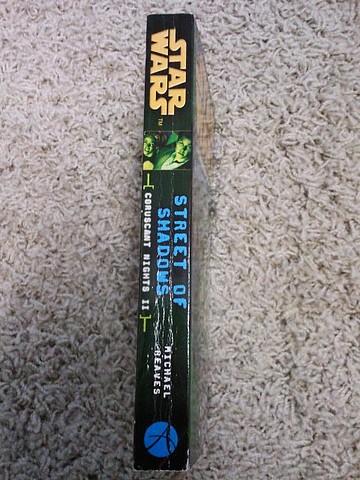 STAR
WARS
TM
STREET OF
SHADOWS
[CORUSCANT NIGHTS II]
MICHAEL
REAVES